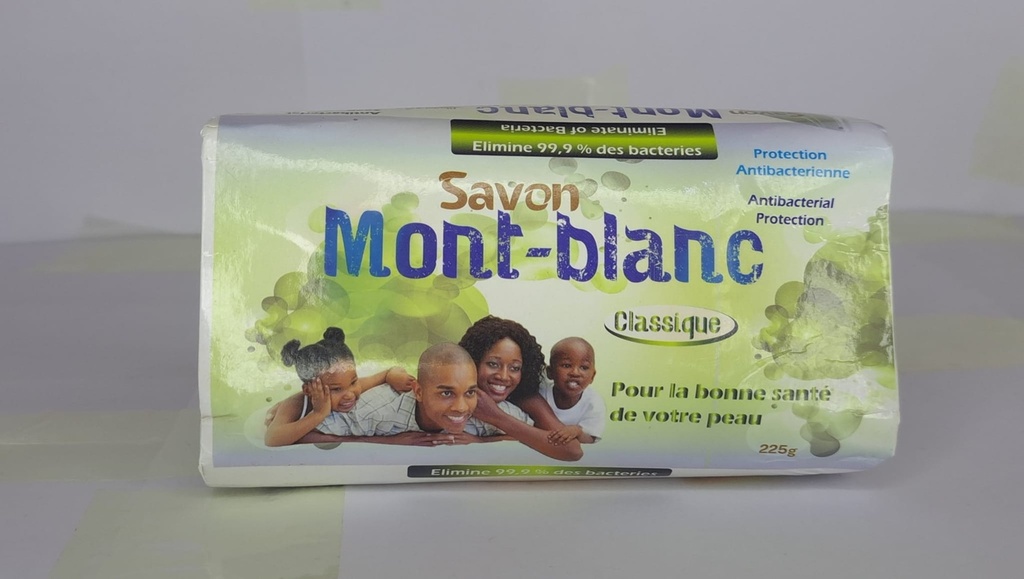 Mont-blanc
Eliminate of Bacteria
Elimine 99,9 % des bacteries
Protection
Antibacterienne
Antibacterial
Protection
Savon
Mont-blanc
Classique
Pour la bonne santé
de votre peau
225g
Elimine 99,9 % des bacteries